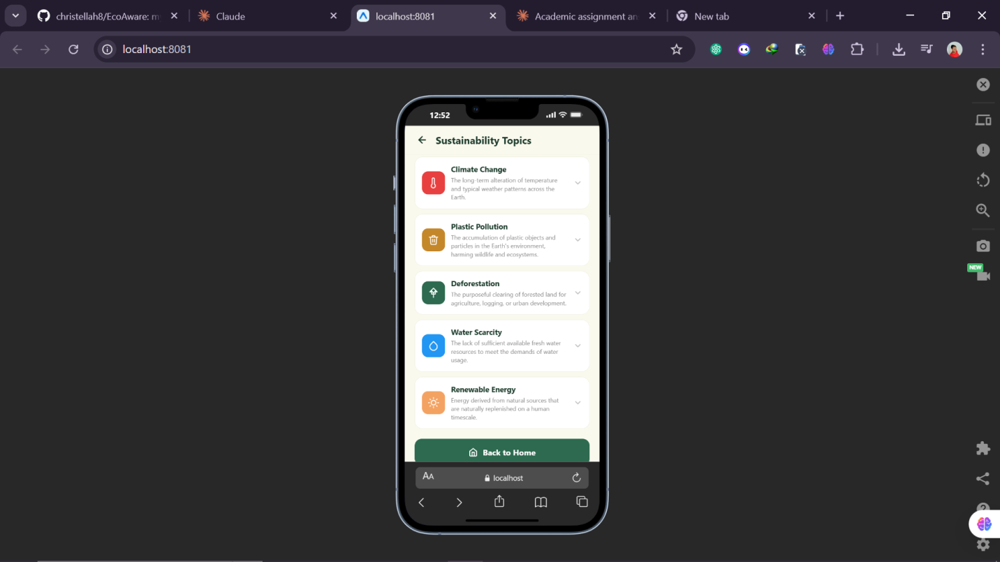 christellah8/EcoAware: m
Claude
localhost:8081
Academic assignment an
New tab
localhost:8081
12:52
Sustainability Topics
Climate Change
The long-term alteration of temperature
and typical weather patterns across the
Earth.
Plastic Pollution
The accumulation of plastic objects and
particles in the Earth's environment,
harming wildlife and ecosystems.
Deforestation
The purposeful clearing of forested land for
agriculture, logging, or urban development.
Water Scarcity
The lack of sufficient available fresh water
resources to meet the demands of water
usage.
Renewable Energy
Energy derived from natural sources that
are naturally replenished on a human
timescale.
Back to Home
AA
localhost
NEW